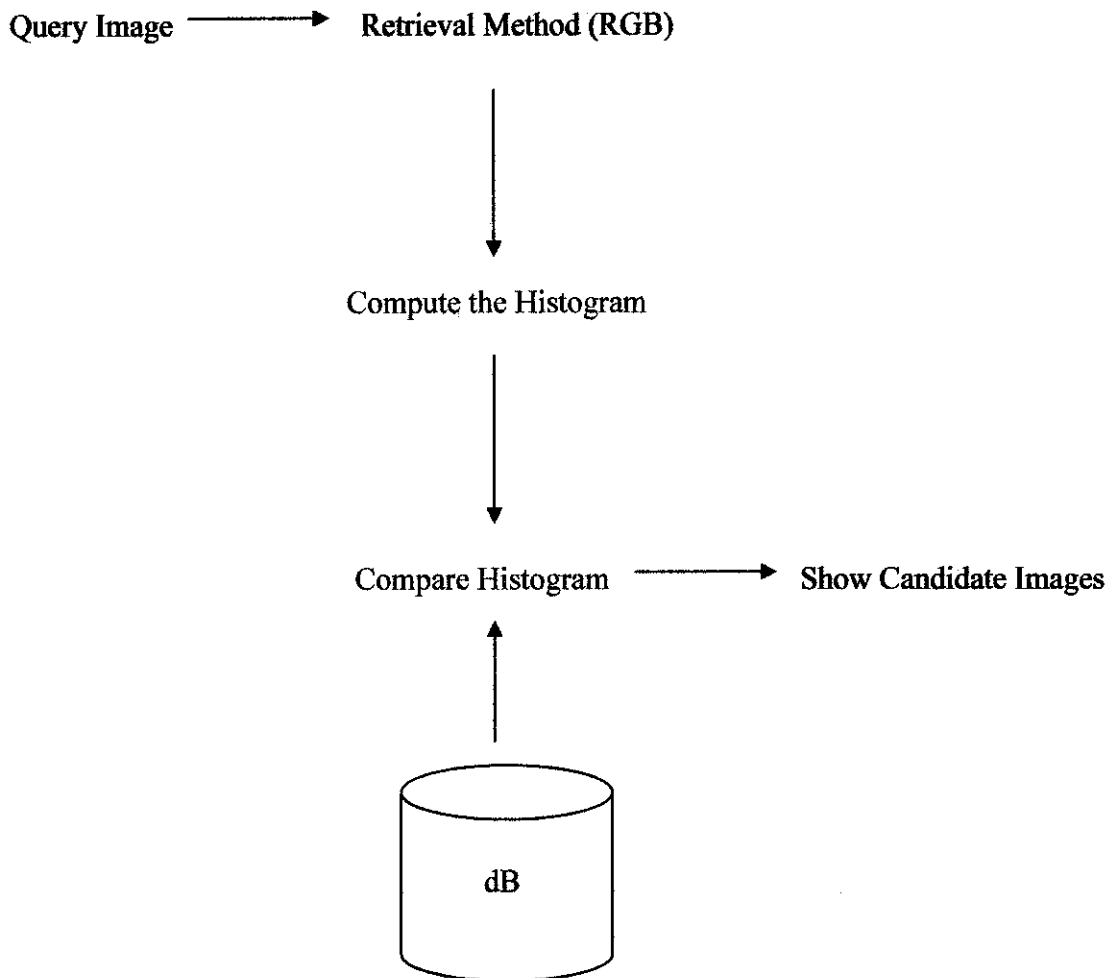 Query Image
Retrieval Method (RGB)
Compute the Histogram
Compare Histogram
Show Candidate Images
dB